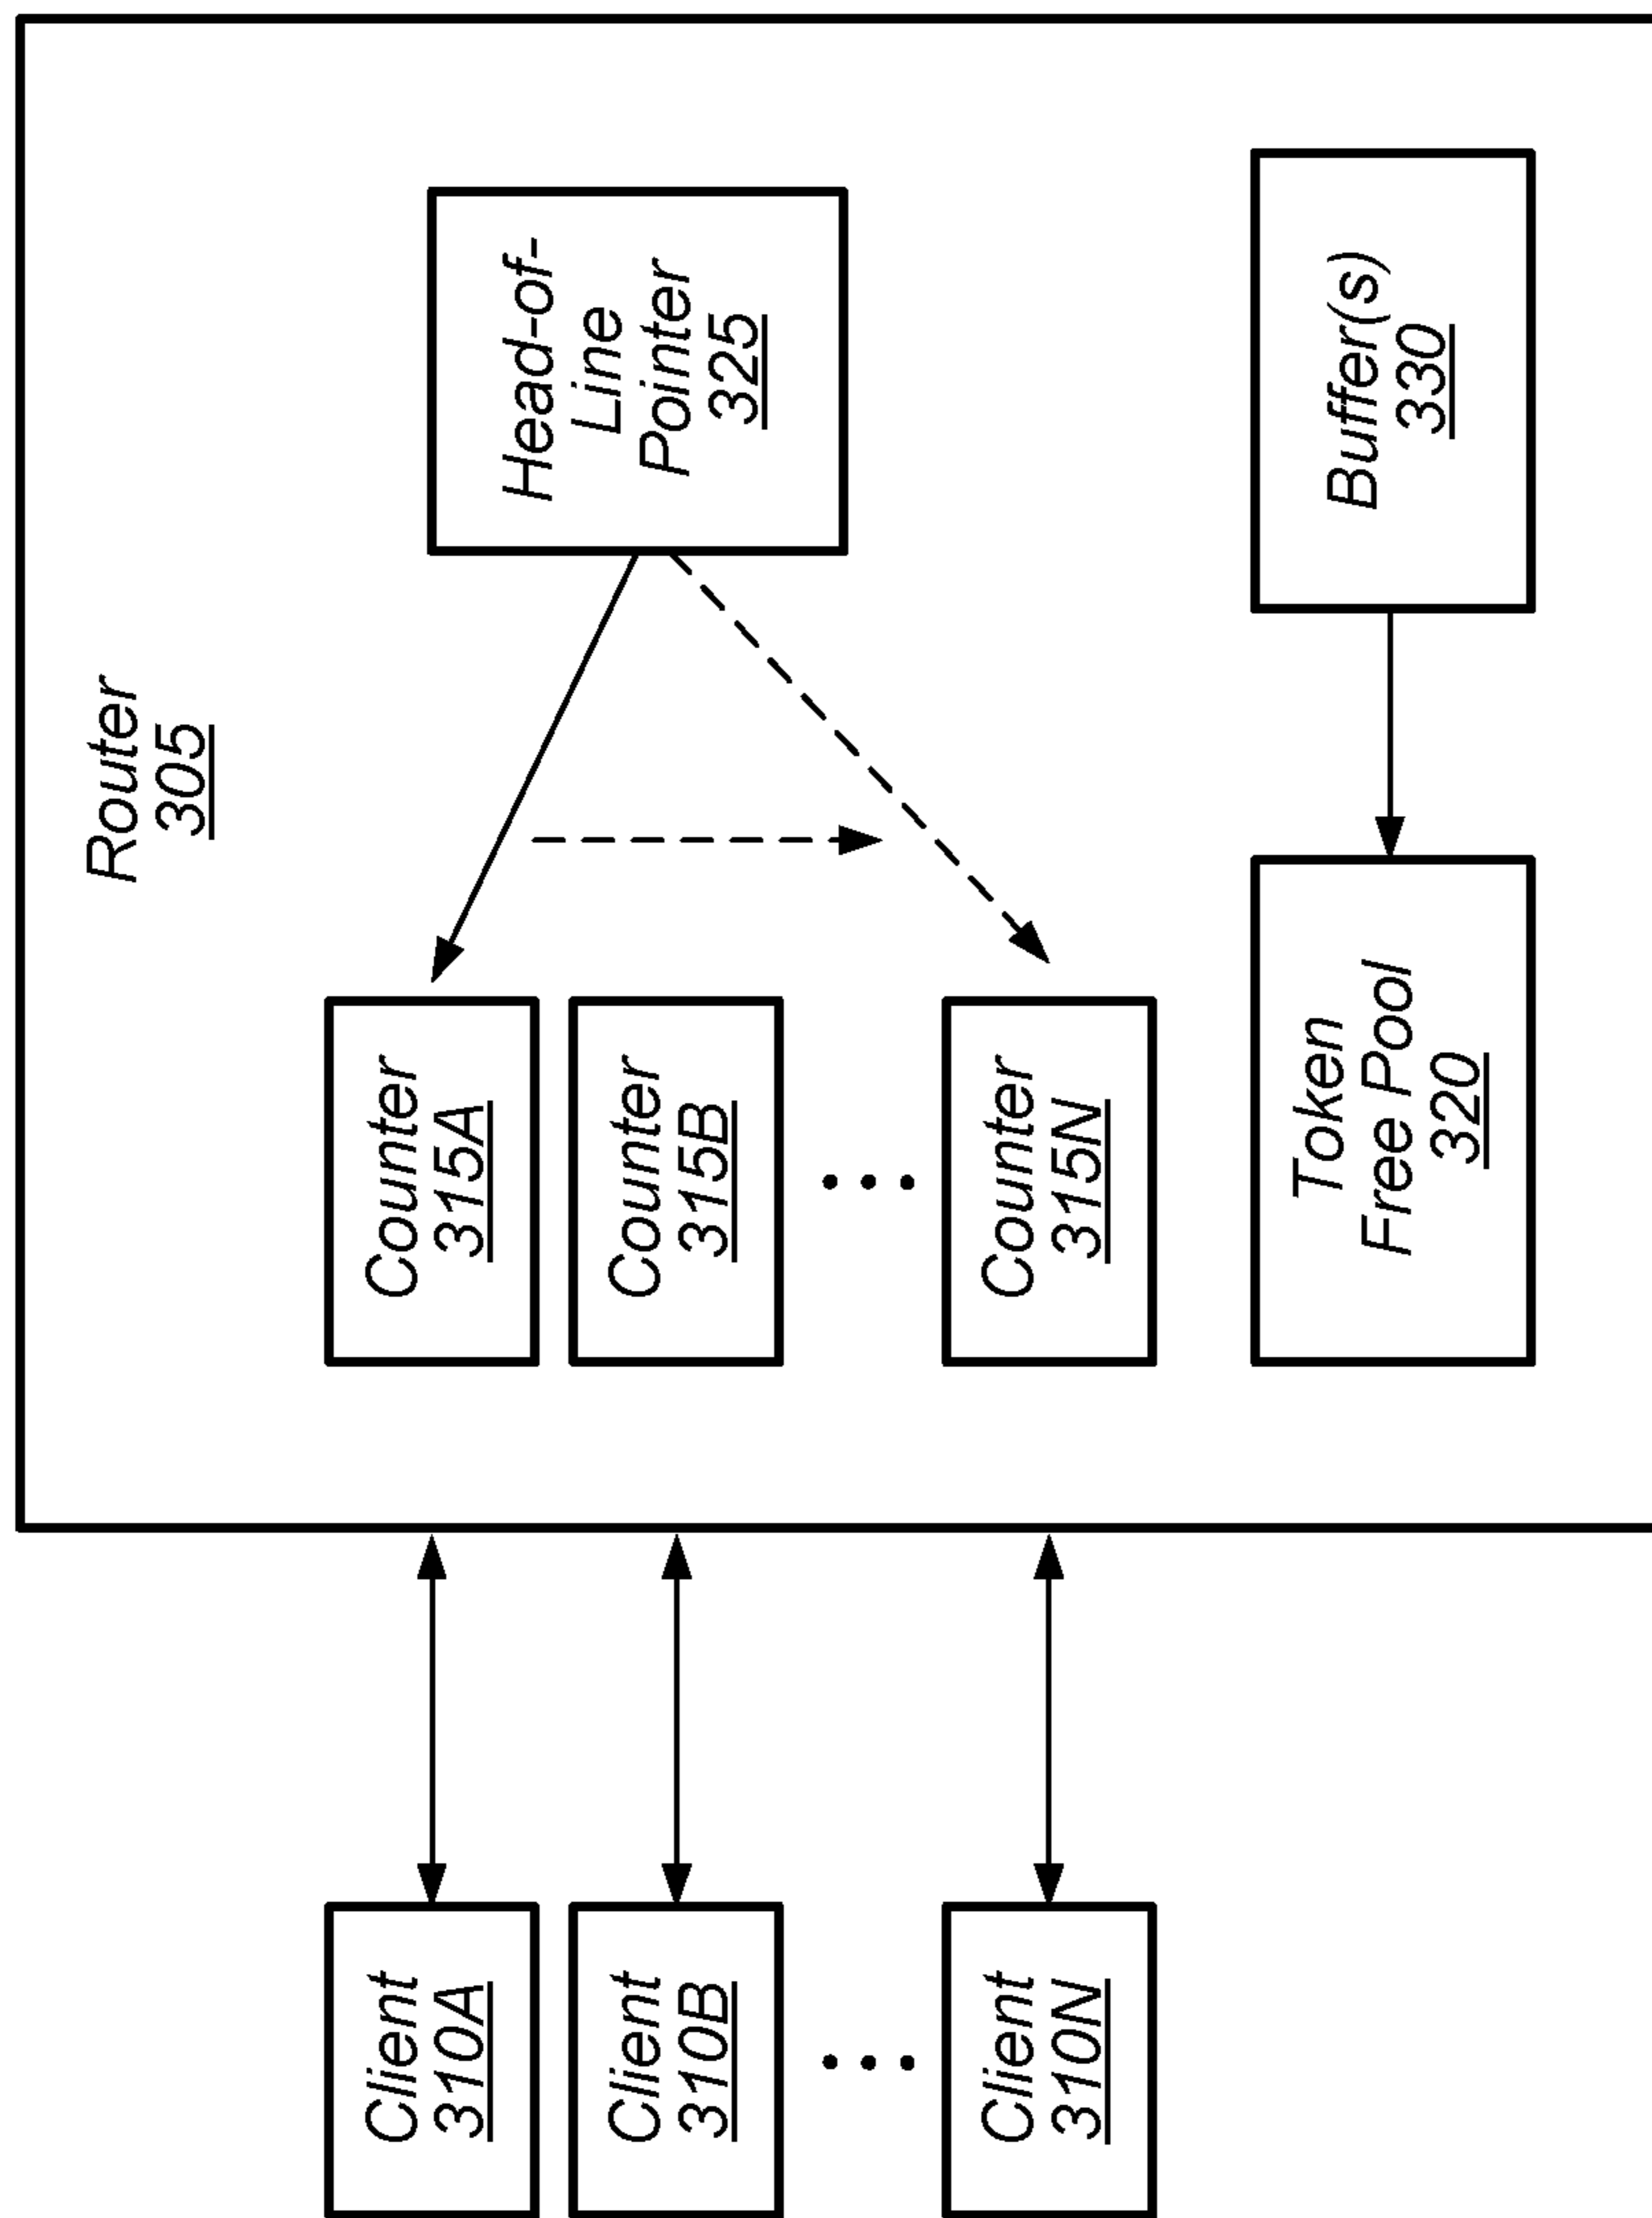 Router
305
Client
310A
Counter
315A
Head-of-
Line
Pointer
325
Client
310B
Counter
315B
Client
310N
Counter
315N
Token
Free Pool
320
Buffer(s)
330